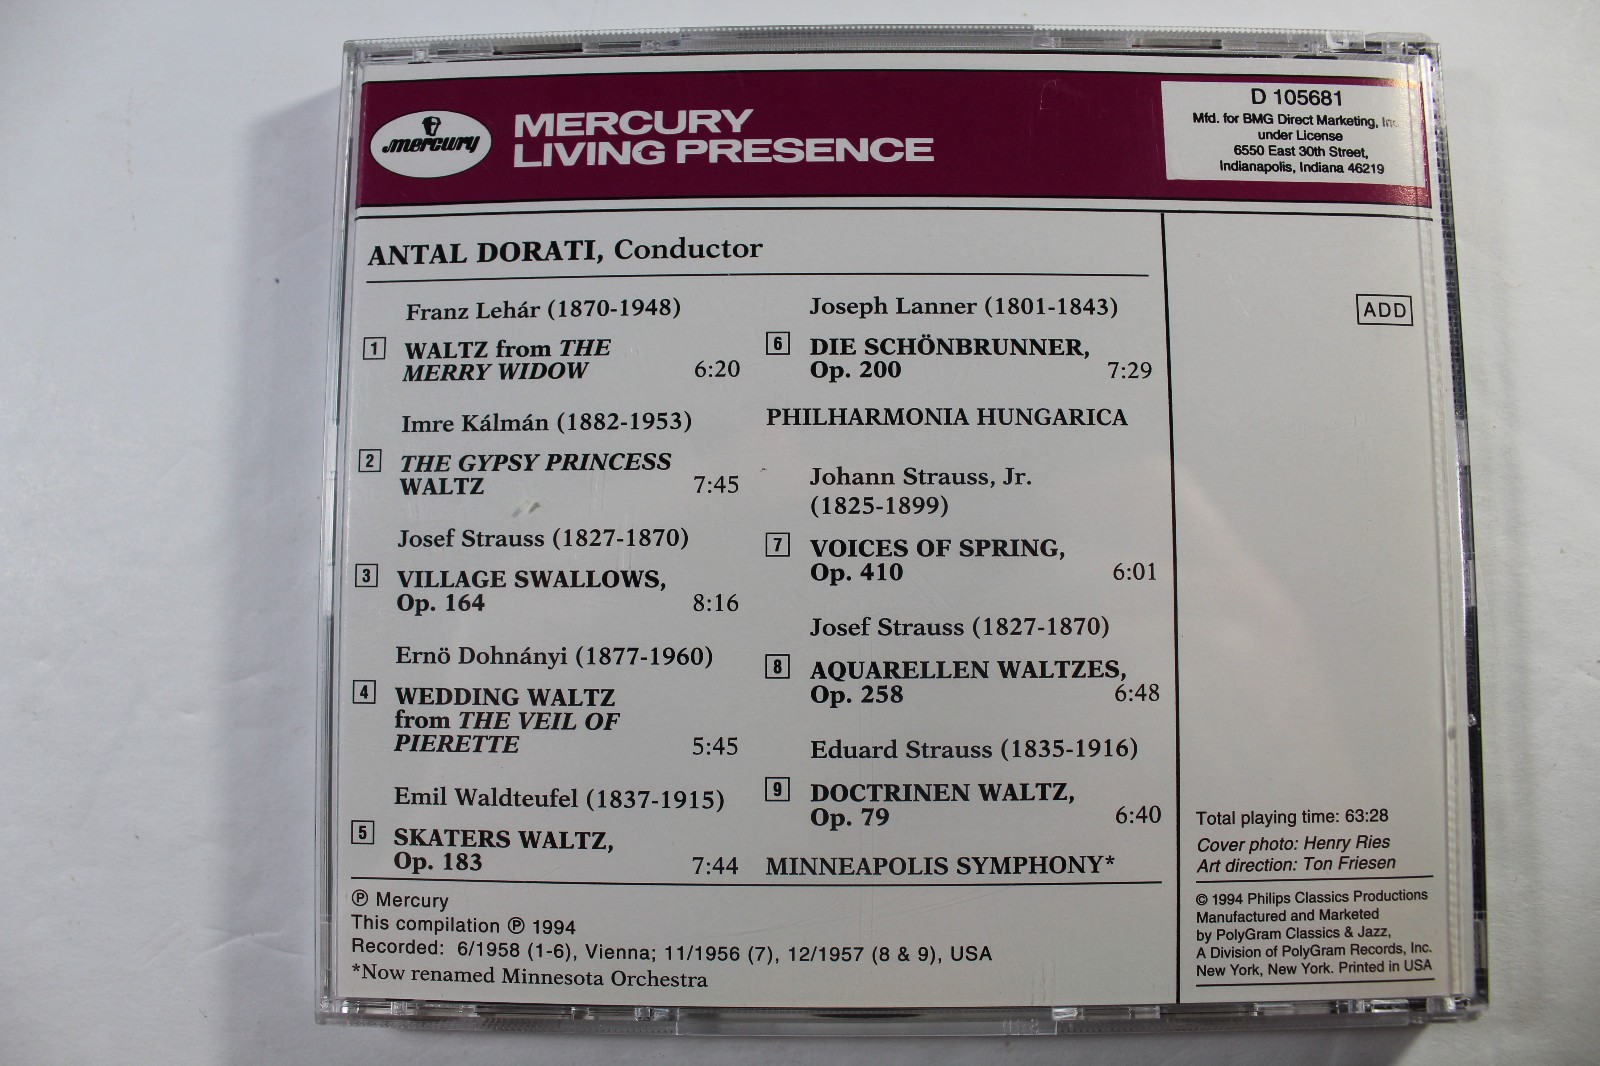 mercury
MERCURY
LIVING PRESENCE
D 105681
Mfd. for BMG Direct Marketing, Inc.
under License
6550 East 30th Street,
Indianapolis, Indiana 46219
ANTAL DORATI, Conductor
Franz Lehár (1870-1948)
1 WALTZ from THE
MERRY WIDOW 6:20
Imre Kálmán (1882-1953)
2 THE GYPSY PRINCESS
WALTZ 7:45
Josef Strauss (1827-1870)
3 VILLAGE SWALLOWS,
Op. 164 8:16
Ernö Dohnányi (1877-1960)
4 WEDDING WALTZ
from THE VEIL OF
PIERETTE 5:45
Emil Waldteufel (1837-1915)
5 SKATERS WALTZ,
Op. 183 7:44
Joseph Lanner (1801-1843)
6 DIE SCHÖNBRUNNER,
Op. 200 7:29
PHILHARMONIA HUNGARICA
Johann Strauss, Jr.
(1825-1899)
7 VOICES OF SPRING,
Op. 410 6:01
Josef Strauss (1827-1870)
8 AQUARELLEN WALTZES,
Op. 258 6:48
Eduard Strauss (1835-1916)
9 DOCTRINEN WALTZ,
Op. 79 6:40
MINNEAPOLIS SYMPHONY*
℗ Mercury
This compilation ℗ 1994
Recorded: 6/1958 (1-6), Vienna; 11/1956 (7), 12/1957 (8 & 9), USA
*Now renamed Minnesota Orchestra
ADD
Total playing time: 63:28
Cover photo: Henry Ries
Art direction: Ton Friesen
© 1994 Philips Classics Productions
Manufactured and Marketed
by PolyGram Classics & Jazz,
A Division of PolyGram Records, Inc.
New York, New York. Printed in USA